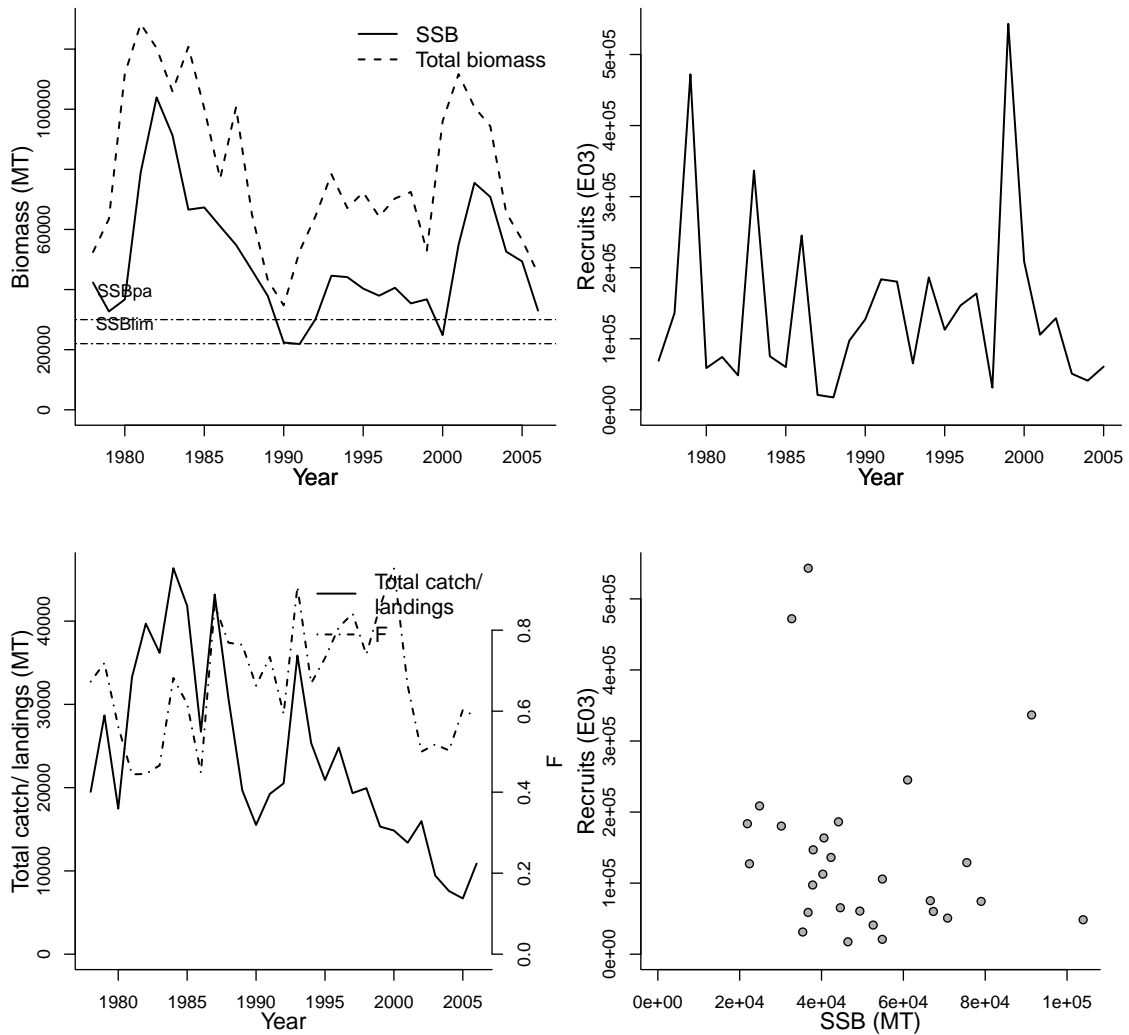 SSB
Total biomass
Biomass (MT)
0
20000
60000
100000
SSBpa
SSBlim
1980 1985 1990 1995 2000 2005
Year
Recruits (E03)
0e+00
1e+05
2e+05
3e+05
4e+05
5e+05
1980 1985 1990 1995 2000 2005
Year
Total catch/
landings
F
Total catch/ landings (MT)
0
10000
20000
30000
40000
0.0
0.2
0.4
0.6
0.8
F
1980 1985 1990 1995 2000 2005
Year
Recruits (E03)
0e+00
1e+05
2e+05
3e+05
4e+05
5e+05
0e+00 2e+04 4e+04 6e+04 8e+04 1e+05
SSB (MT)